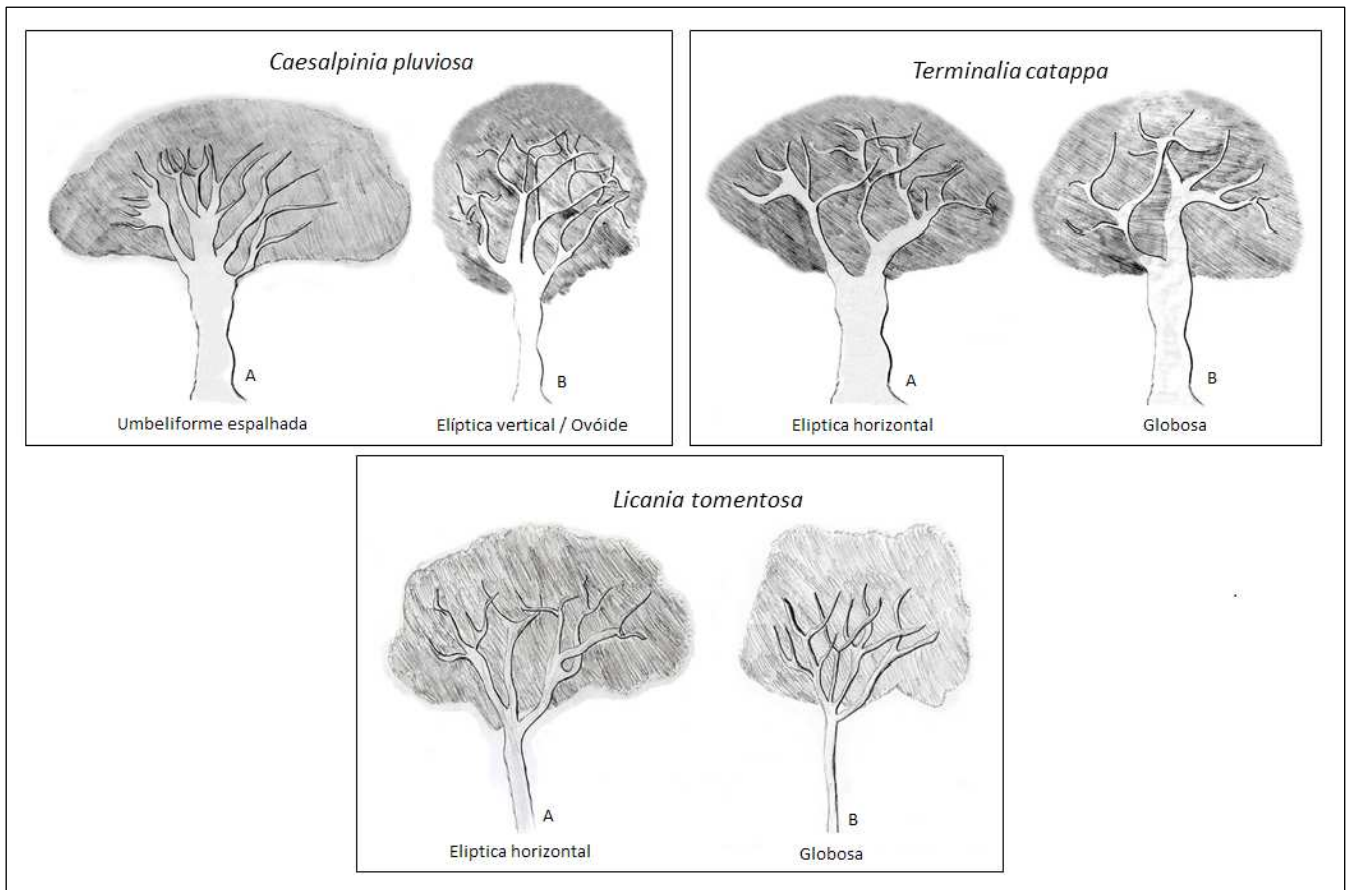 Caesalpinia pluviosa
A
B
Umbeliforme espalhada
Elíptica vertical / Ovóide
Terminalia catappa
A
B
Eliptica horizontal
Globosa
Licania tomentosa
A
B
Eliptica horizontal
Globosa